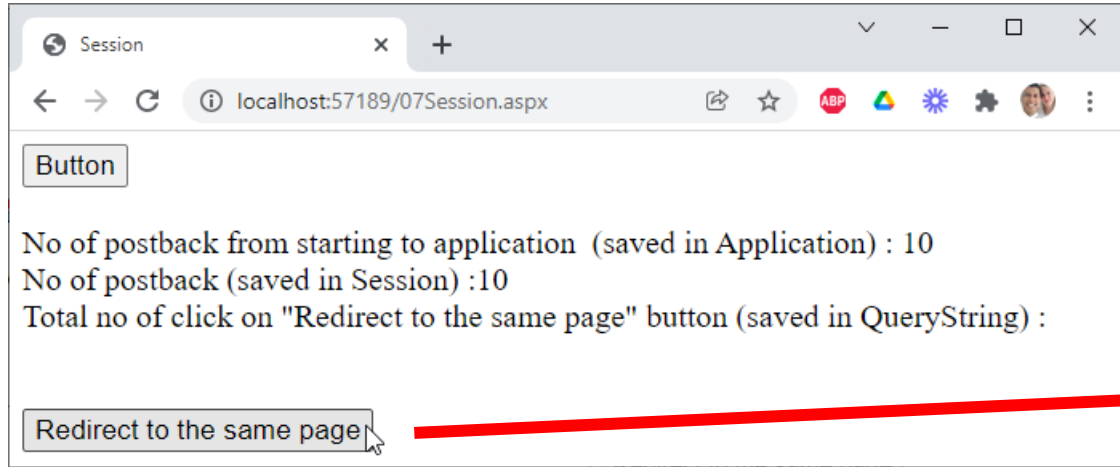 Session
localhost:57189/07Session.aspx
ABP
Button
No of postback from starting to application (saved in Application) : 10
No of postback (saved in Session) :10
Total no of click on "Redirect to the same page" button (saved in QueryString) :
Redirect to the same page